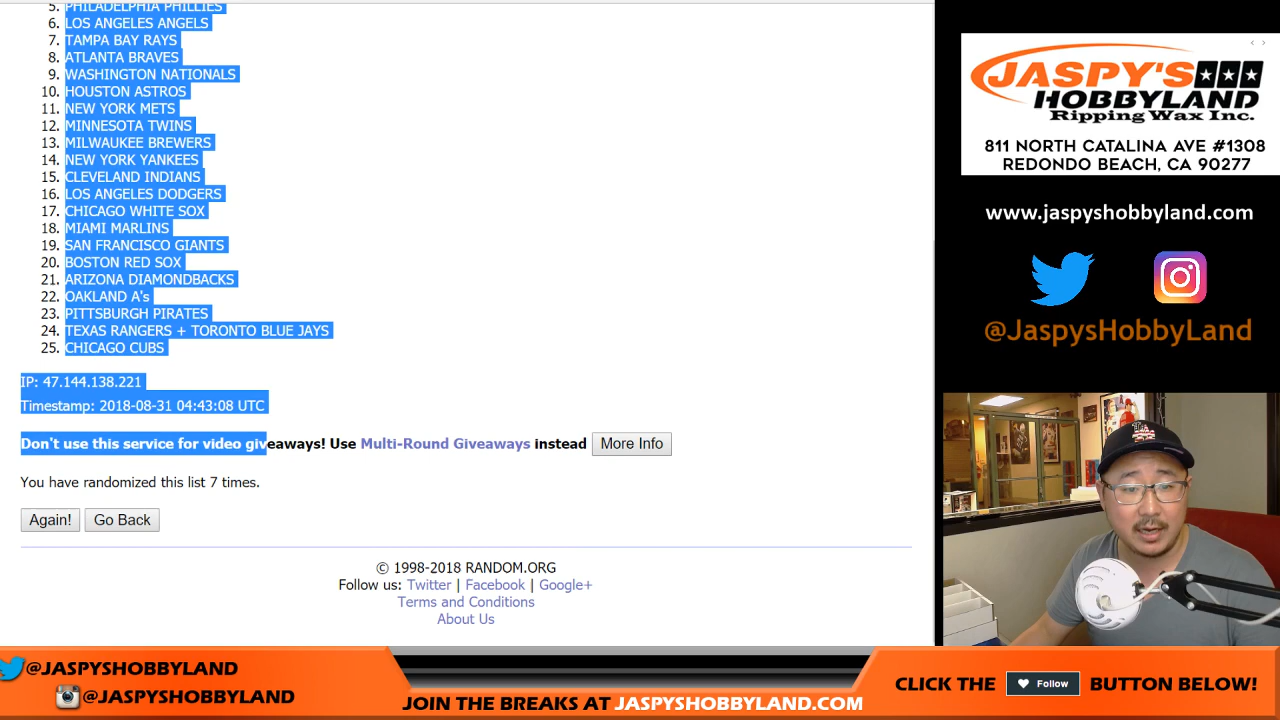 5. PHILADELPHIA PHILLIES
6. LOS ANGELES ANGELS
7. TAMPA BAY RAYS
8. ATLANTA BRAVES
9. WASHINGTON NATIONALS
10. HOUSTON ASTROS
11. NEW YORK METS
12. MINNESOTA TWINS
13. MILWAUKEE BREWERS
14. NEW YORK YANKEES
15. CLEVELAND INDIANS
16. LOS ANGELES DODGERS
17. CHICAGO WHITE SOX
18. MIAMI MARLINS
19. SAN FRANCISCO GIANTS
20. BOSTON RED SOX
21. ARIZONA DIAMONDBACKS
22. OAKLAND A's
23. PITTSBURGH PIRATES
24. TEXAS RANGERS + TORONTO BLUE JAYS
25. CHICAGO CUBS
IP: 47.144.138.221
Timestamp: 2018-08-31 04:43:08 UTC
Don't use this service for video giveaways! Use Multi-Round Giveaways instead More Info
You have randomized this list 7 times.
Again! Go Back
© 1998-2018 RANDOM.ORG
Follow us: Twitter | Facebook | Google+
Terms and Conditions
About Us
JASPY'S
HOBBYLAND
Ripping Wax Inc.
811 NORTH CATALINA AVE #1308
REDONDO BEACH, CA 90277
www.jaspyshobbyland.com
@JaspysHobbyLand
@JASPYSHOBBYLAND
@JASPYSHOBBYLAND
JOIN THE BREAKS AT JASPYSHOBBYLAND.COM
CLICK THE Follow BUTTON BELOW!